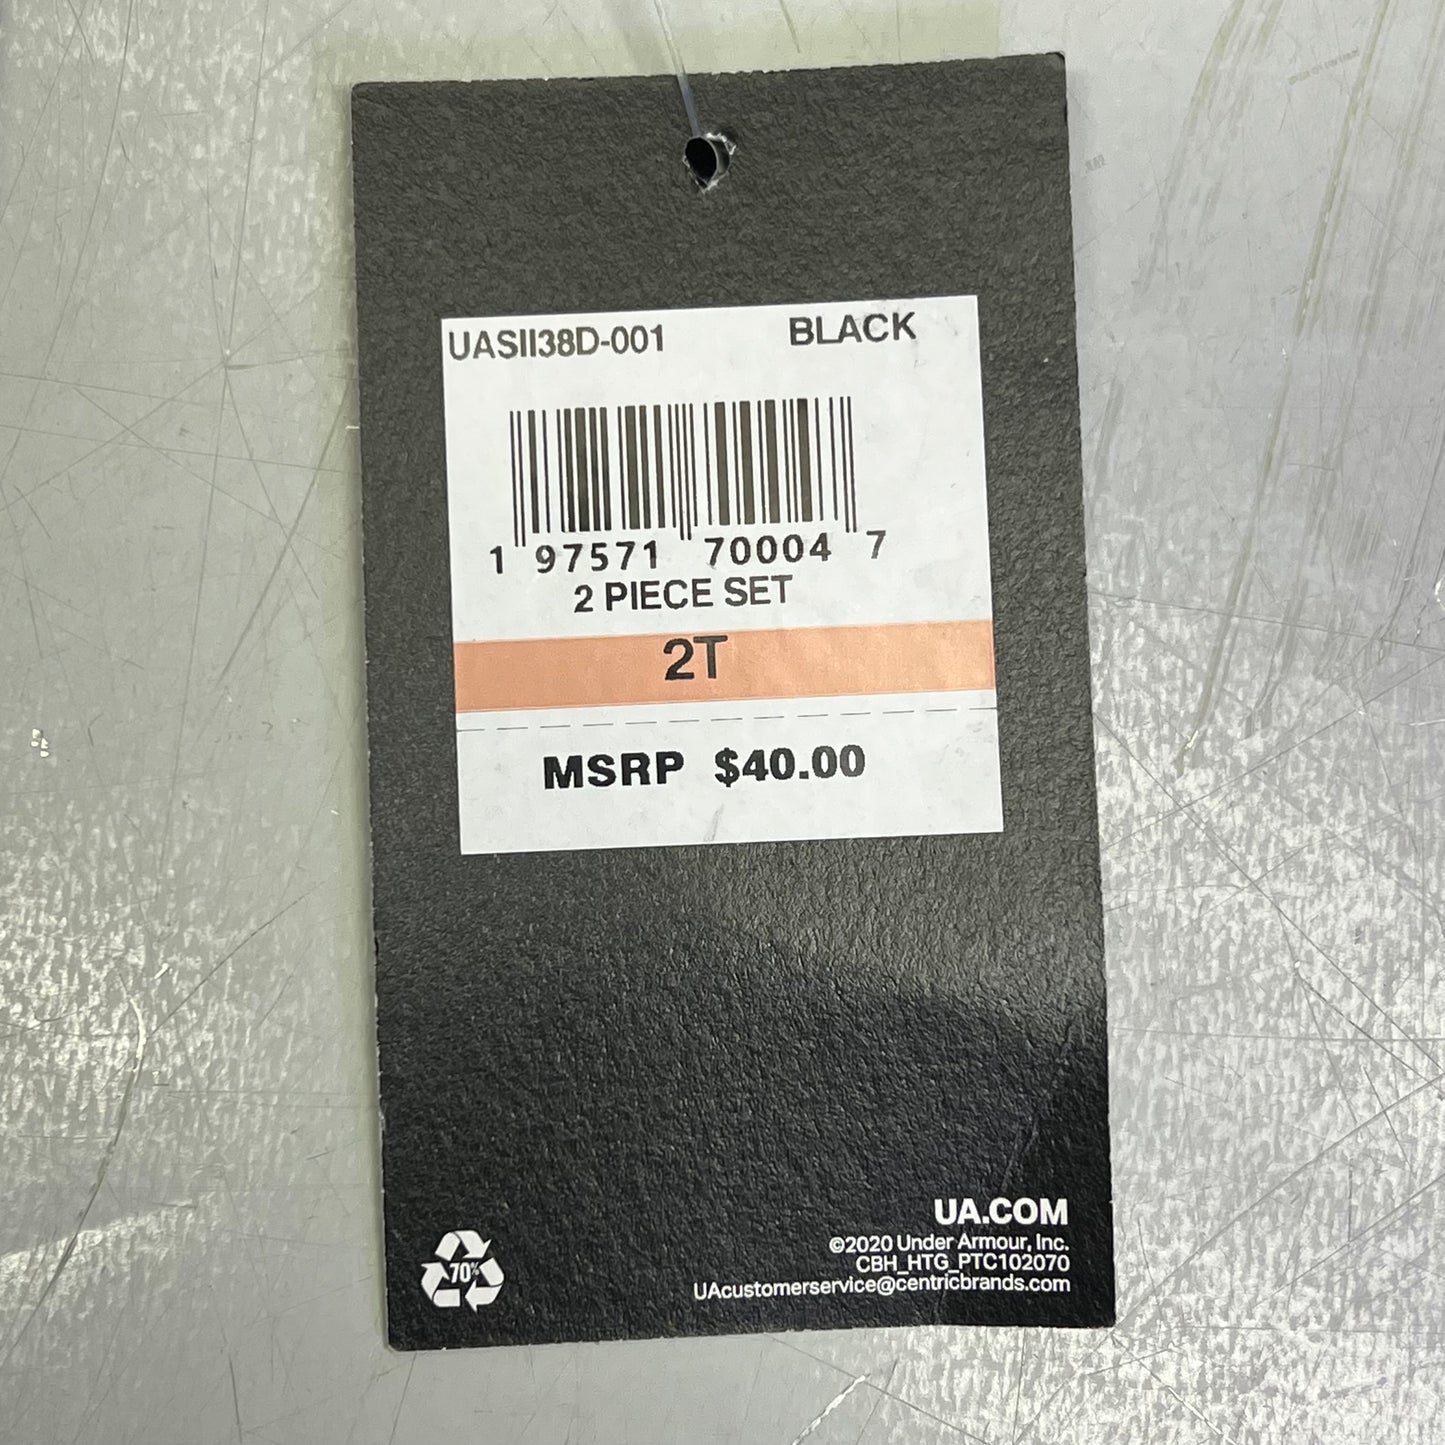 UASII38D-001 BLACK
1 97571 70004 7
2 PIECE SET
2T
MSRP $40.00
UA.COM
©2020 Under Armour, Inc.
CBH_HTG_PTC102070
UAcustomerservice@centricbrands.com
70%